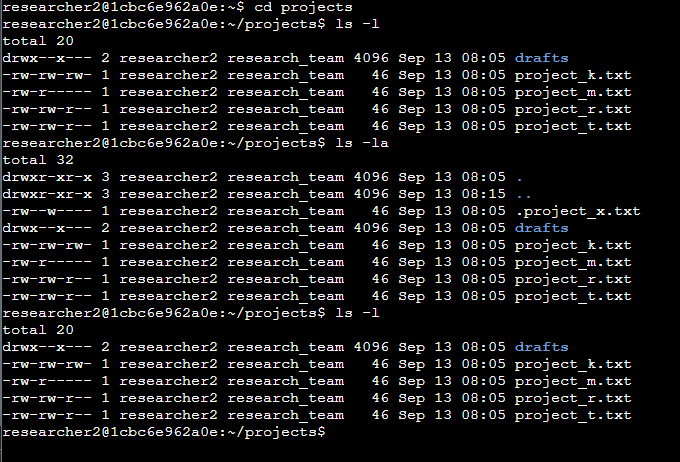 researcher2@1cbc6e962a0e:~$ cd projects
researcher2@1cbc6e962a0e:~/projects$ ls -l
total 20
drwx--x--- 2 researcher2 research_team 4096 Sep 13 08:05 drafts
-rw-rw-rw- 1 researcher2 research_team   46 Sep 13 08:05 project_k.txt
-rw-r----- 1 researcher2 research_team   46 Sep 13 08:05 project_m.txt
-rw-rw-r-- 1 researcher2 research_team   46 Sep 13 08:05 project_r.txt
-rw-rw-r-- 1 researcher2 research_team   46 Sep 13 08:05 project_t.txt
researcher2@1cbc6e962a0e:~/projects$ ls -la
total 32
drwxr-xr-x 3 researcher2 research_team 4096 Sep 13 08:05 .
drwxr-xr-x 3 researcher2 research_team 4096 Sep 13 08:15 ..
-rw--w---- 1 researcher2 research_team   46 Sep 13 08:05 .project_x.txt
drwx--x--- 2 researcher2 research_team 4096 Sep 13 08:05 drafts
-rw-rw-rw- 1 researcher2 research_team   46 Sep 13 08:05 project_k.txt
-rw-r----- 1 researcher2 research_team   46 Sep 13 08:05 project_m.txt
-rw-rw-r-- 1 researcher2 research_team   46 Sep 13 08:05 project_r.txt
-rw-rw-r-- 1 researcher2 research_team   46 Sep 13 08:05 project_t.txt
researcher2@1cbc6e962a0e:~/projects$ ls -l
total 20
drwx--x--- 2 researcher2 research_team 4096 Sep 13 08:05 drafts
-rw-rw-rw- 1 researcher2 research_team   46 Sep 13 08:05 project_k.txt
-rw-r----- 1 researcher2 research_team   46 Sep 13 08:05 project_m.txt
-rw-rw-r-- 1 researcher2 research_team   46 Sep 13 08:05 project_r.txt
-rw-rw-r-- 1 researcher2 research_team   46 Sep 13 08:05 project_t.txt
researcher2@1cbc6e962a0e:~/projects$